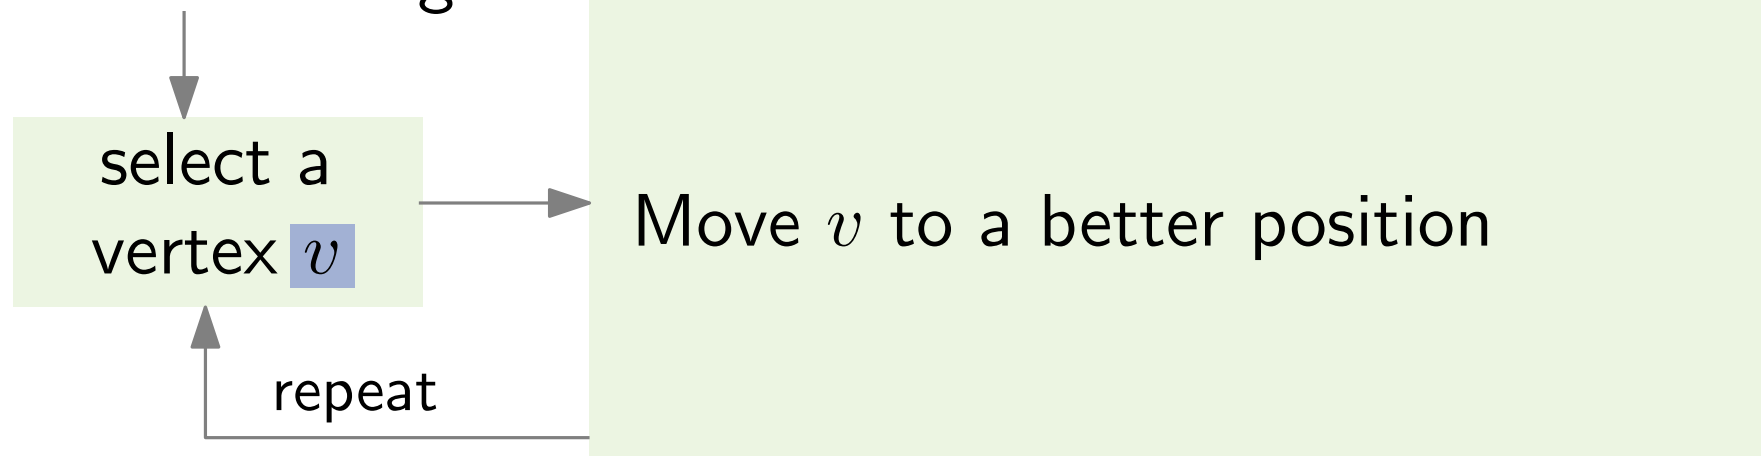 select a
vertex v
Move v to a better position
repeat